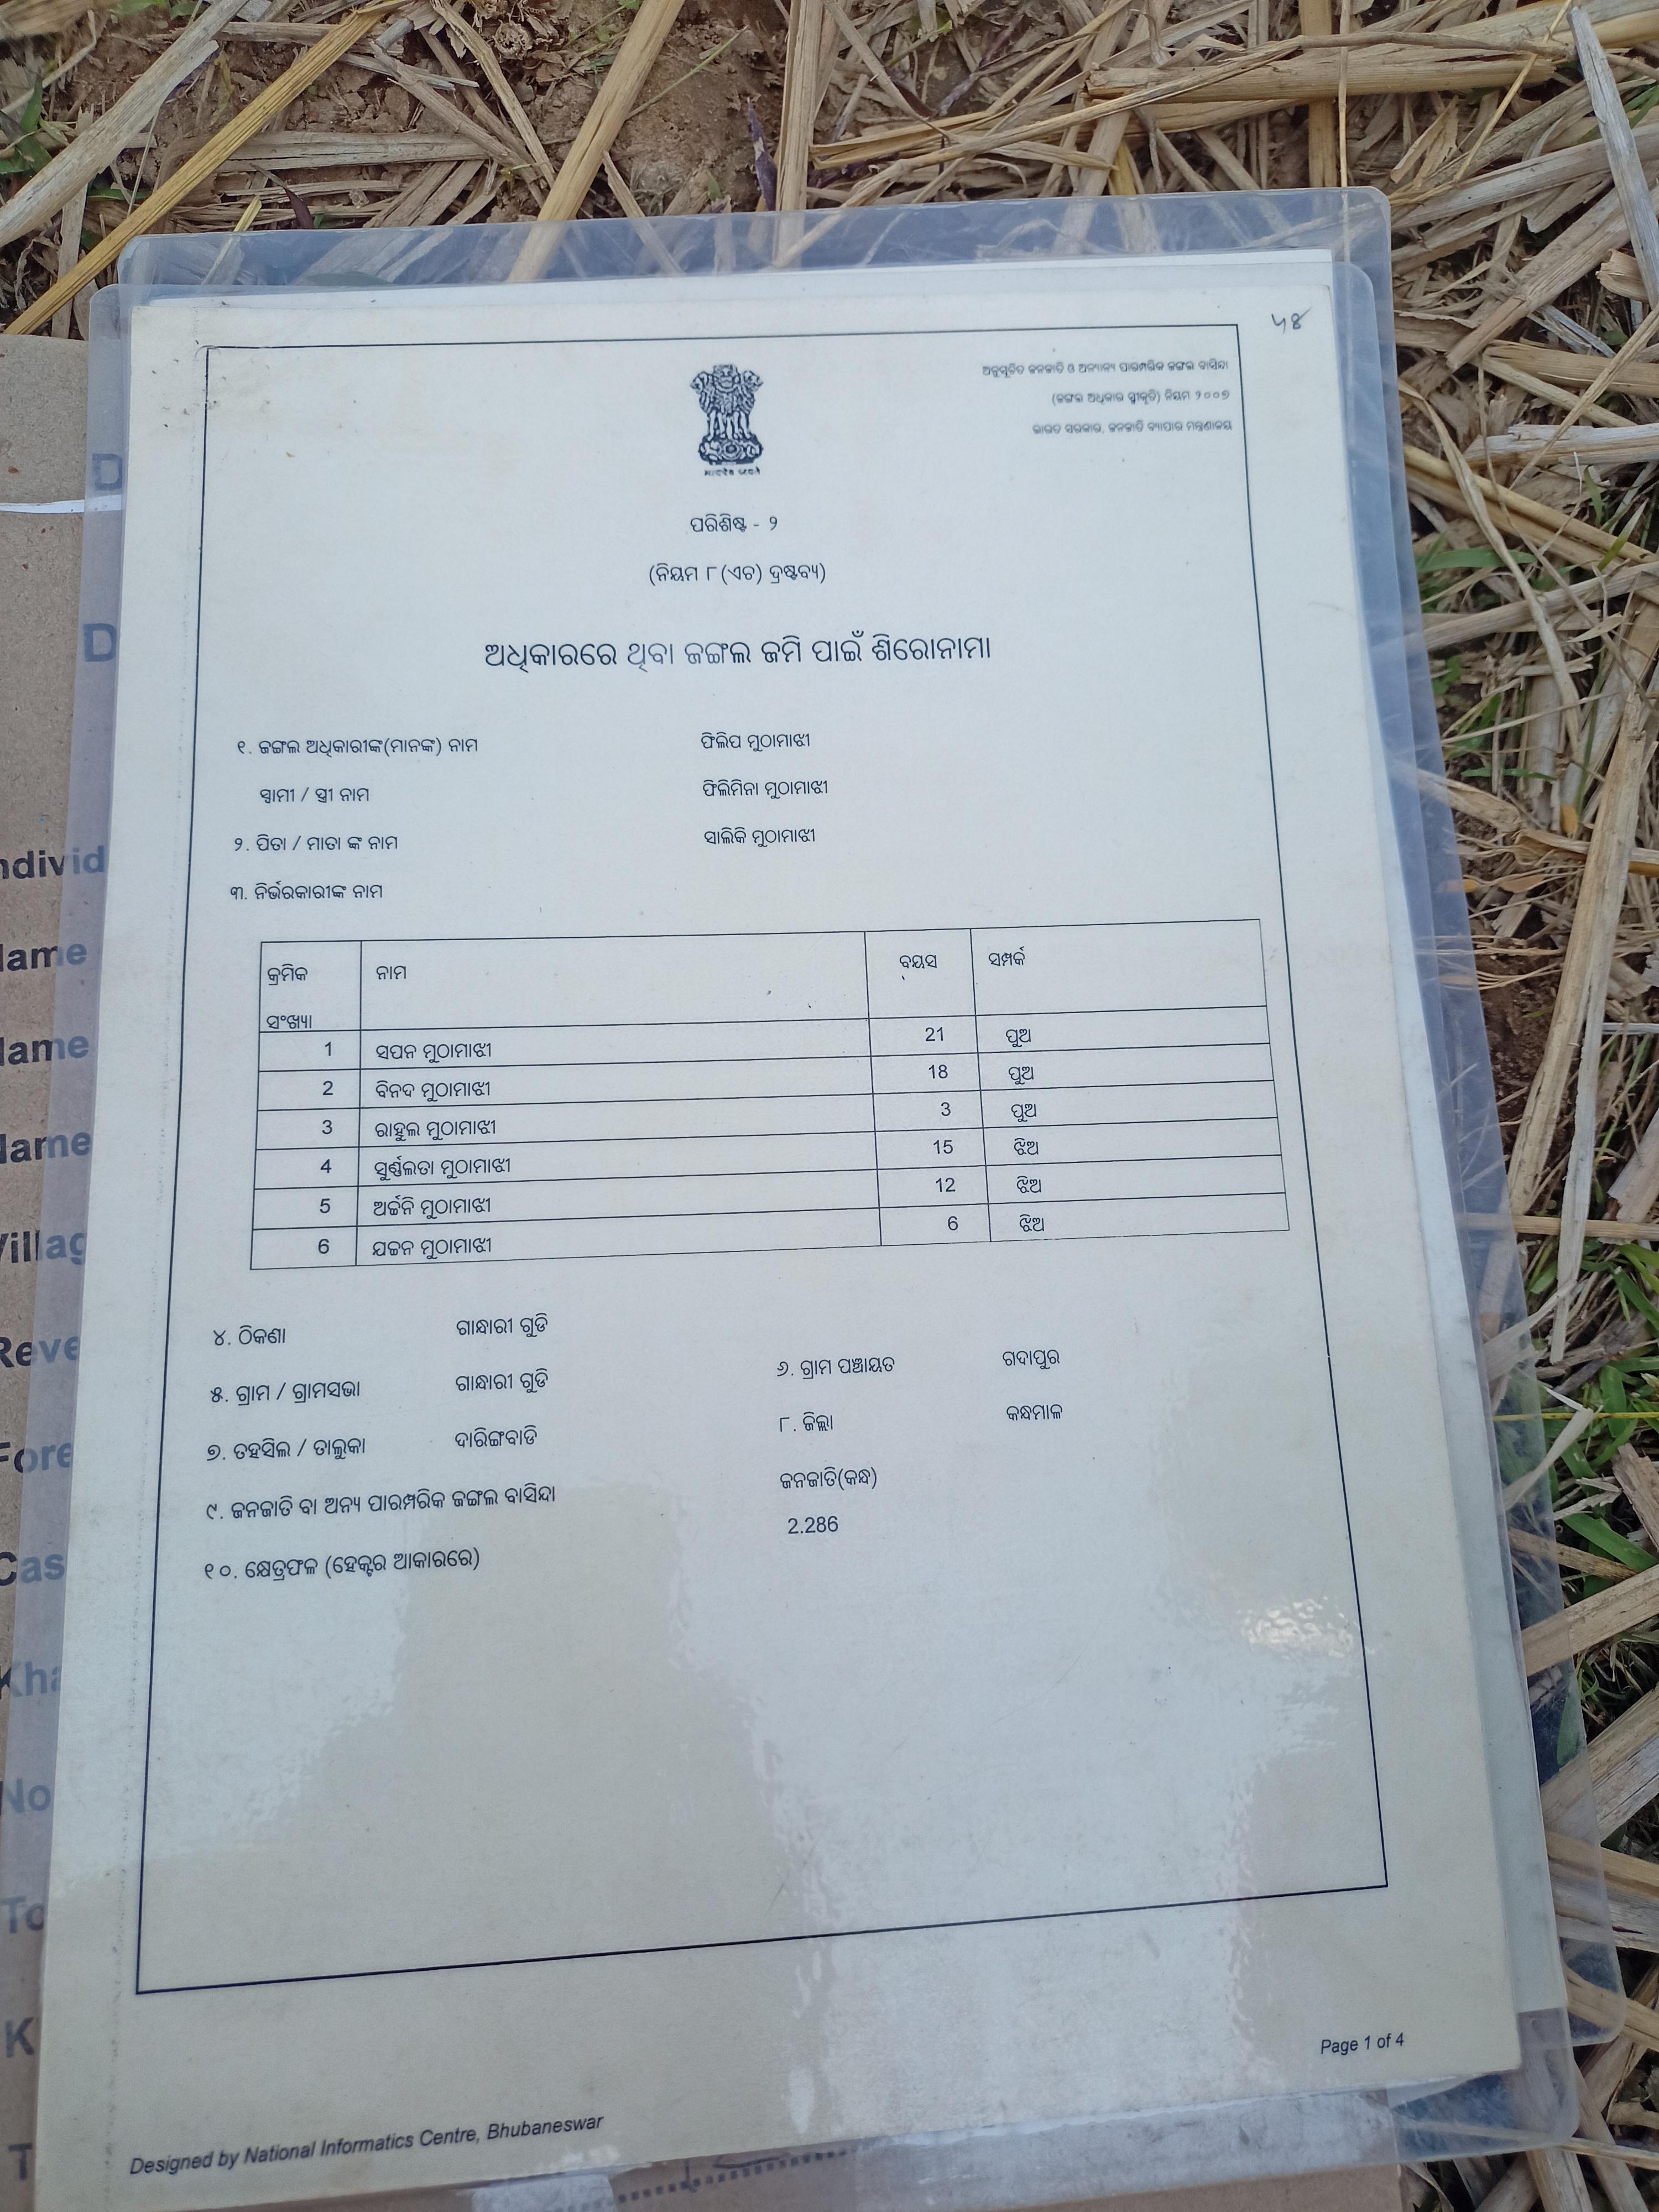 ୪୫
ଅନୁସୂଚିତ ଜନଜାତି ଓ ଅନ୍ୟାନ୍ୟ ପାରମ୍ପରିକ ଜଙ୍ଗଲ ବାସିନ୍ଦା
(ଜଙ୍ଗଲ ଅଧିକାର ସ୍ବୀକୃତି) ନିୟମ ୨୦୦୭
ଭାରତ ସରକାର, ଜନଜାତି ବ୍ୟାପାର ମନ୍ତ୍ରଣାଳୟ
ପରିଶିଷ୍ଟ - ୨
(ନିୟମ ୮(ଏଚ) ଦ୍ରଷ୍ଟବ୍ୟ)
ଅଧିକାରରେ ଥିବା ଜଙ୍ଗଲ ଜମି ପାଇଁ ଶିରୋନାମା
୧. ଜଙ୍ଗଲ ଅଧିକାରୀଙ୍କ(ମାନଙ୍କ) ନାମ ଫିଲିପ ମୁଠାମାଝୀ
ସ୍ବାମୀ / ସ୍ତ୍ରୀ ନାମ ଫିଲିମିନା ମୁଠାମାଝୀ
୨. ପିତା / ମାତା ଙ୍କ ନାମ ସାଲିକି ମୁଠାମାଝୀ
୩. ନିର୍ଭରକାରୀଙ୍କ ନାମ
କ୍ରମିକ ସଂଖ୍ୟା ନାମ ବୟସ ସମ୍ପର୍କ
1 ସପନ ମୁଠାମାଝୀ 21 ପୁଅ
2 ବିନଦ ମୁଠାମାଝୀ 18 ପୁଅ
3 ରାହୁଲ ମୁଠାମାଝୀ 3 ପୁଅ
4 ସୁର୍ଣ୍ଣଲତା ମୁଠାମାଝୀ 15 ଝିଅ
5 ଅର୍ଚ୍ଚନି ମୁଠାମାଝୀ 12 ଝିଅ
6 ଯଚ୍ଚନ ମୁଠାମାଝୀ 6 ଝିଅ
୪. ଠିକଣା ଗାନ୍ଧାରୀ ଗୁଡି
୫. ଗ୍ରାମ / ଗ୍ରାମସଭା ଗାନ୍ଧାରୀ ଗୁଡି ୬. ଗ୍ରାମ ପଞ୍ଚାୟତ ଗଦାପୁର
୭. ତହସିଲ / ତାଲୁକା ଦାରିଙ୍ଗବାଡି ୮. ଜିଲ୍ଲା କନ୍ଧମାଳ
୯. ଜନଜାତି ବା ଅନ୍ୟ ପାରମ୍ପରିକ ଜଙ୍ଗଲ ବାସିନ୍ଦା ଜନଜାତି(କନ୍ଧ)
୧୦. କ୍ଷେତ୍ରଫଳ (ହେକ୍ଟର ଆକାରରେ) 2.286
Page 1 of 4
Designed by National Informatics Centre, Bhubaneswar